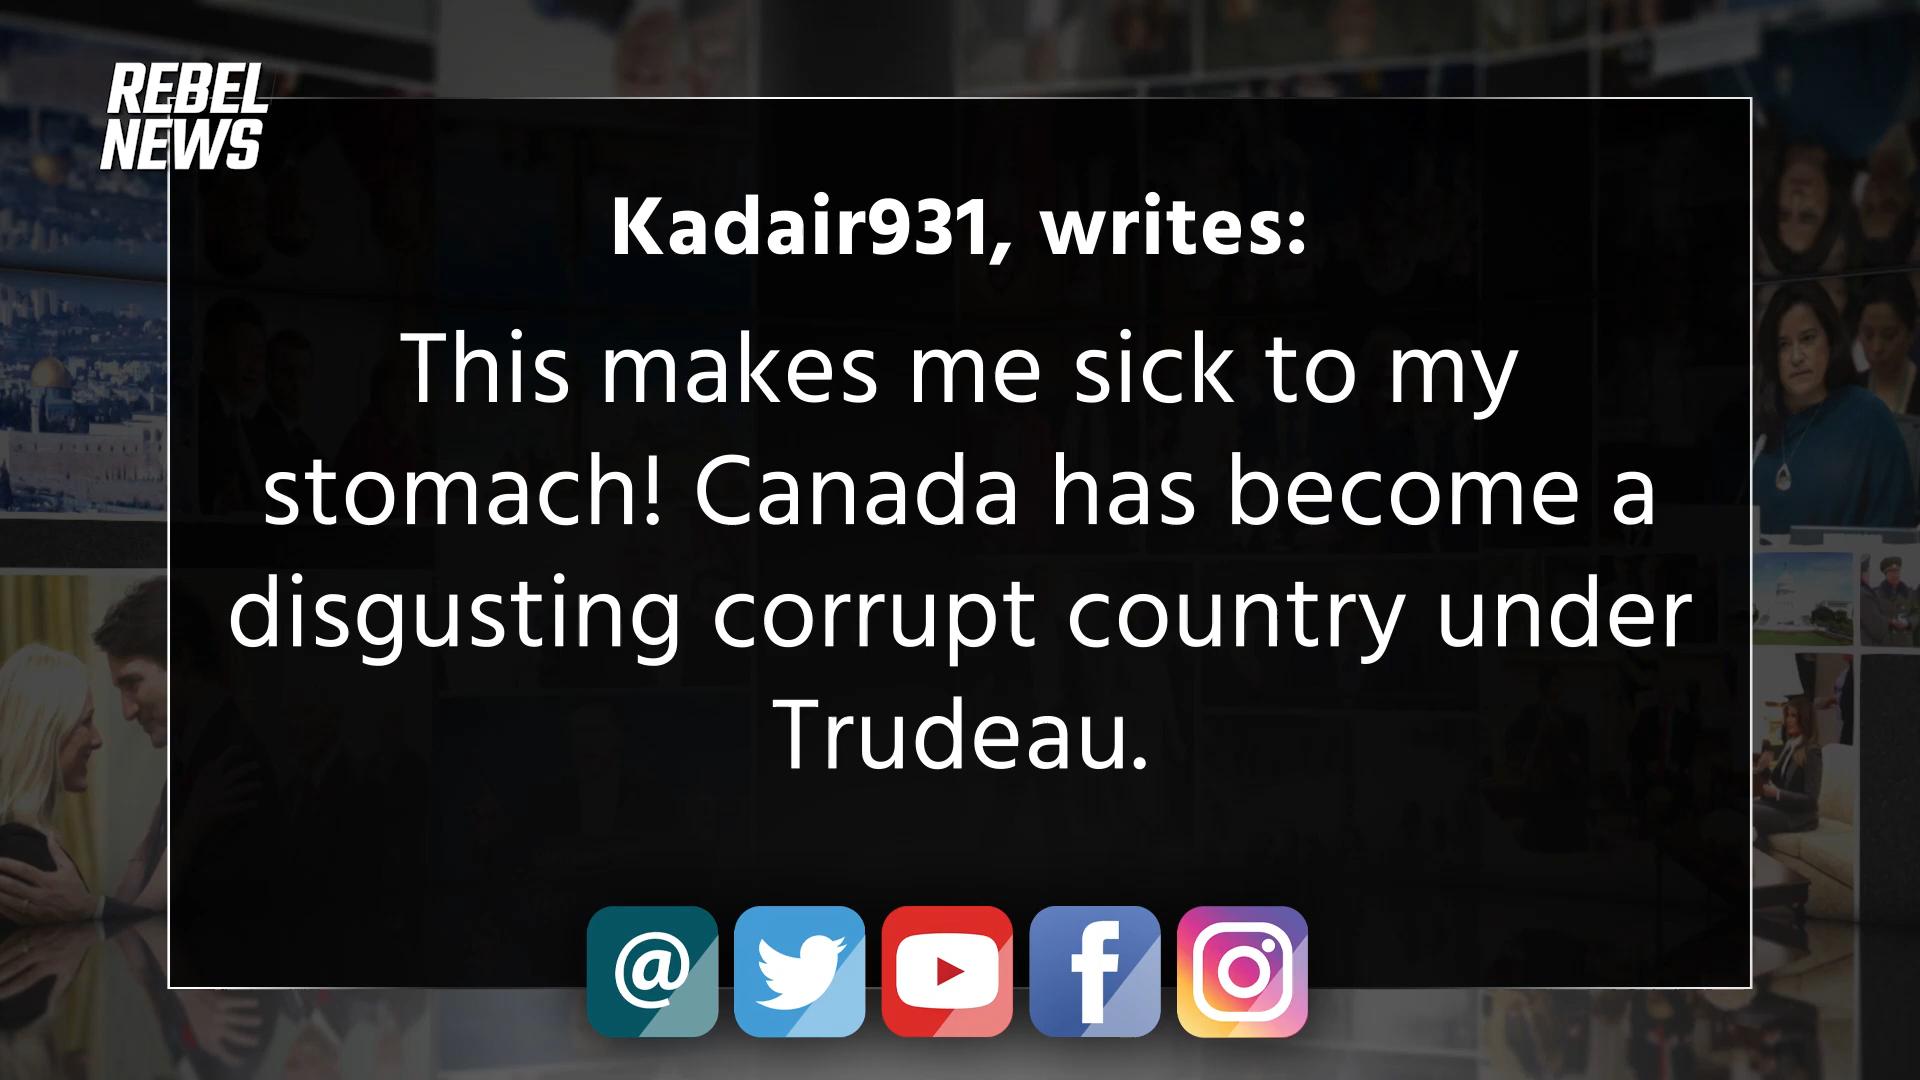 REBEL
NEWS
Kadair931, writes:
This makes me sick to my
stomach! Canada has become a
disgusting corrupt country under
Trudeau.